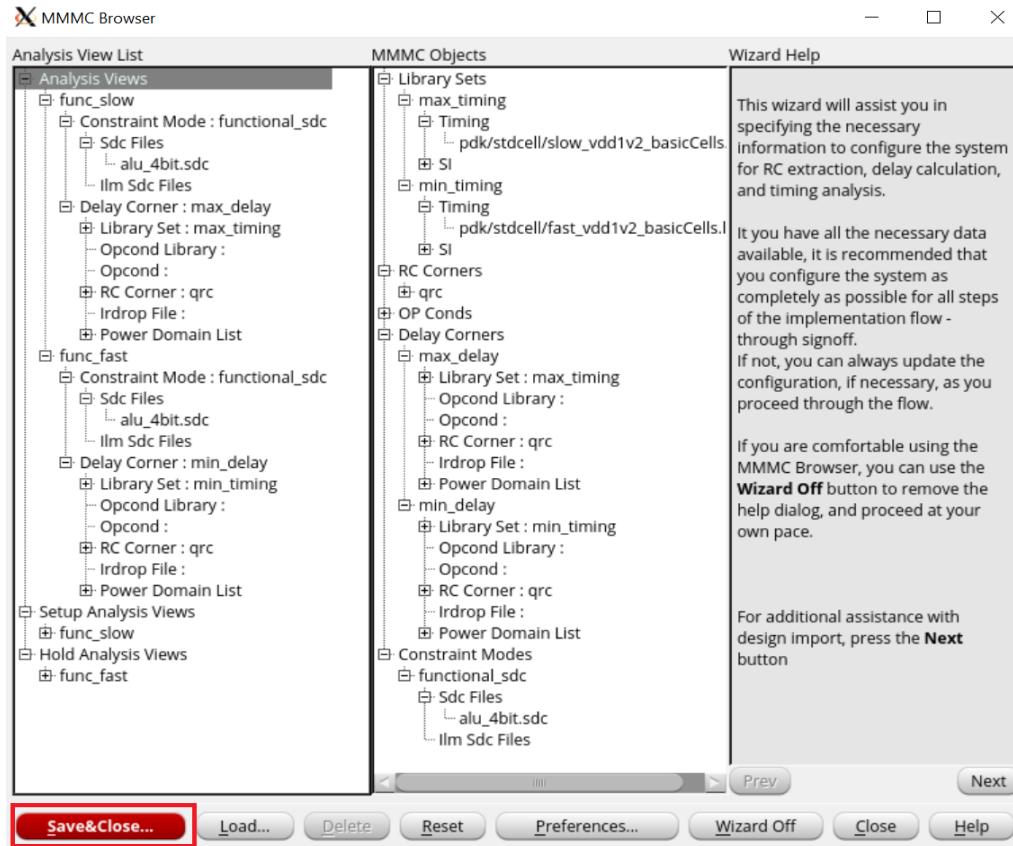 MMMC Browser
Analysis View List
Analysis Views
func_slow
Constraint Mode : functional_sdc
Sdc Files
alu_4bit.sdc
Ilm Sdc Files
Delay Corner : max_delay
Library Set : max_timing
Opcond Library :
Opcond :
RC Corner : qrc
Irdrop File :
Power Domain List
func_fast
Constraint Mode : functional_sdc
Sdc Files
alu_4bit.sdc
Ilm Sdc Files
Delay Corner : min_delay
Library Set : min_timing
Opcond Library :
Opcond :
RC Corner : qrc
Irdrop File :
Power Domain List
Setup Analysis Views
func_slow
Hold Analysis Views
func_fast
MMMC Objects
Library Sets
max_timing
Timing
pdk/stdcell/slow_vdd1v2_basicCells.
SI
min_timing
Timing
pdk/stdcell/fast_vdd1v2_basicCells.l
SI
RC Corners
qrc
OP Conds
Delay Corners
max_delay
Library Set : max_timing
Opcond Library :
Opcond :
RC Corner : qrc
Irdrop File :
Power Domain List
min_delay
Library Set : min_timing
Opcond Library :
Opcond :
RC Corner : qrc
Irdrop File :
Power Domain List
Constraint Modes
functional_sdc
Sdc Files
alu_4bit.sdc
Ilm Sdc Files
Wizard Help
This wizard will assist you in
specifying the necessary
information to configure the system
for RC extraction, delay calculation,
and timing analysis.
It you have all the necessary data
available, it is recommended that
you configure the system as
completely as possible for all steps
of the implementation flow -
through signoff.
If not, you can always update the
configuration, if necessary, as you
proceed through the flow.
If you are comfortable using the
MMMC Browser, you can use the
Wizard Off button to remove the
help dialog, and proceed at your
own pace.
For additional assistance with
design import, press the Next
button
Prev
Next
Save&Close...
Load...
Delete
Reset
Preferences...
Wizard Off
Close
Help